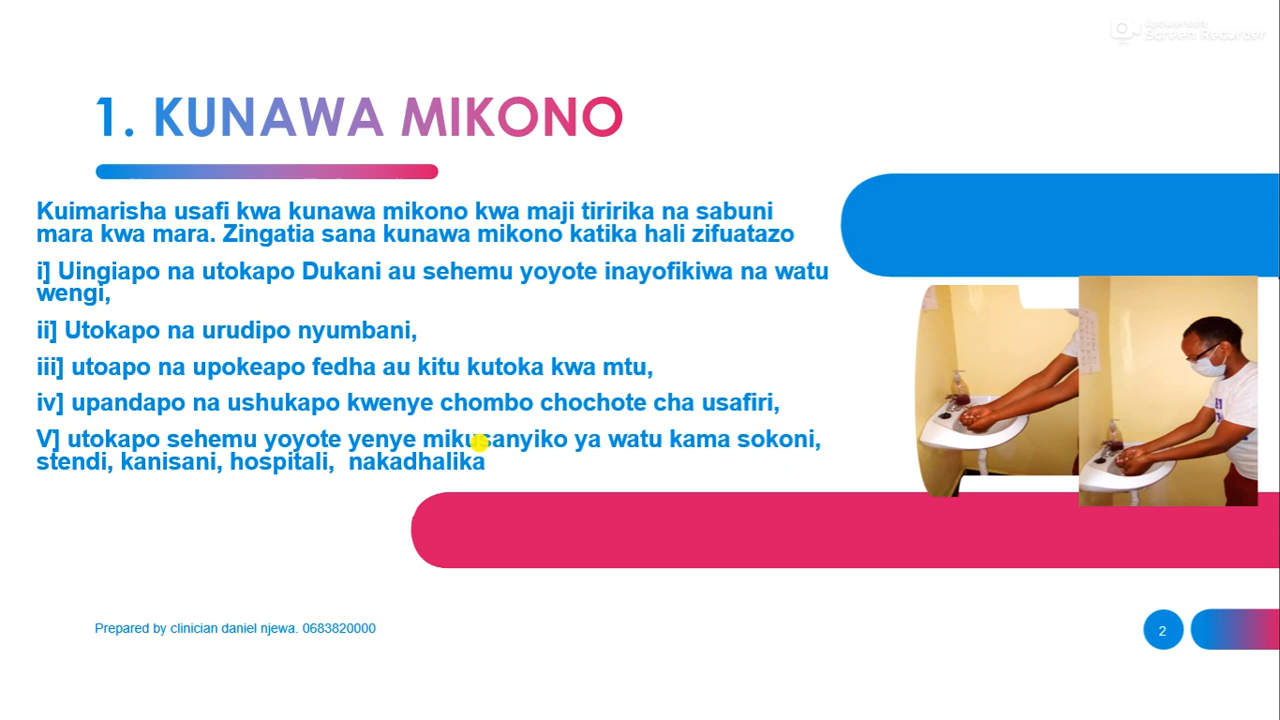 Apowersoft
Screen Recorder
1. KUNAWA MIKONO
Kuimarisha usafi kwa kunawa mikono kwa maji tiririka na sabuni
mara kwa mara. Zingatia sana kunawa mikono katika hali zifuatazo
i] Uingiapo na utokapo Dukani au sehemu yoyote inayofikiwa na watu
wengi,
ii] Utokapo na urudipo nyumbani,
iii] utoapo na upokeapo fedha au kitu kutoka kwa mtu,
iv] upandapo na ushukapo kwenye chombo chochote cha usafiri,
V] utokapo sehemu yoyote yenye mikusanyiko ya watu kama sokoni,
stendi, kanisani, hospitali, nakadhalika
Prepared by clinician daniel njewa. 0683820000
2